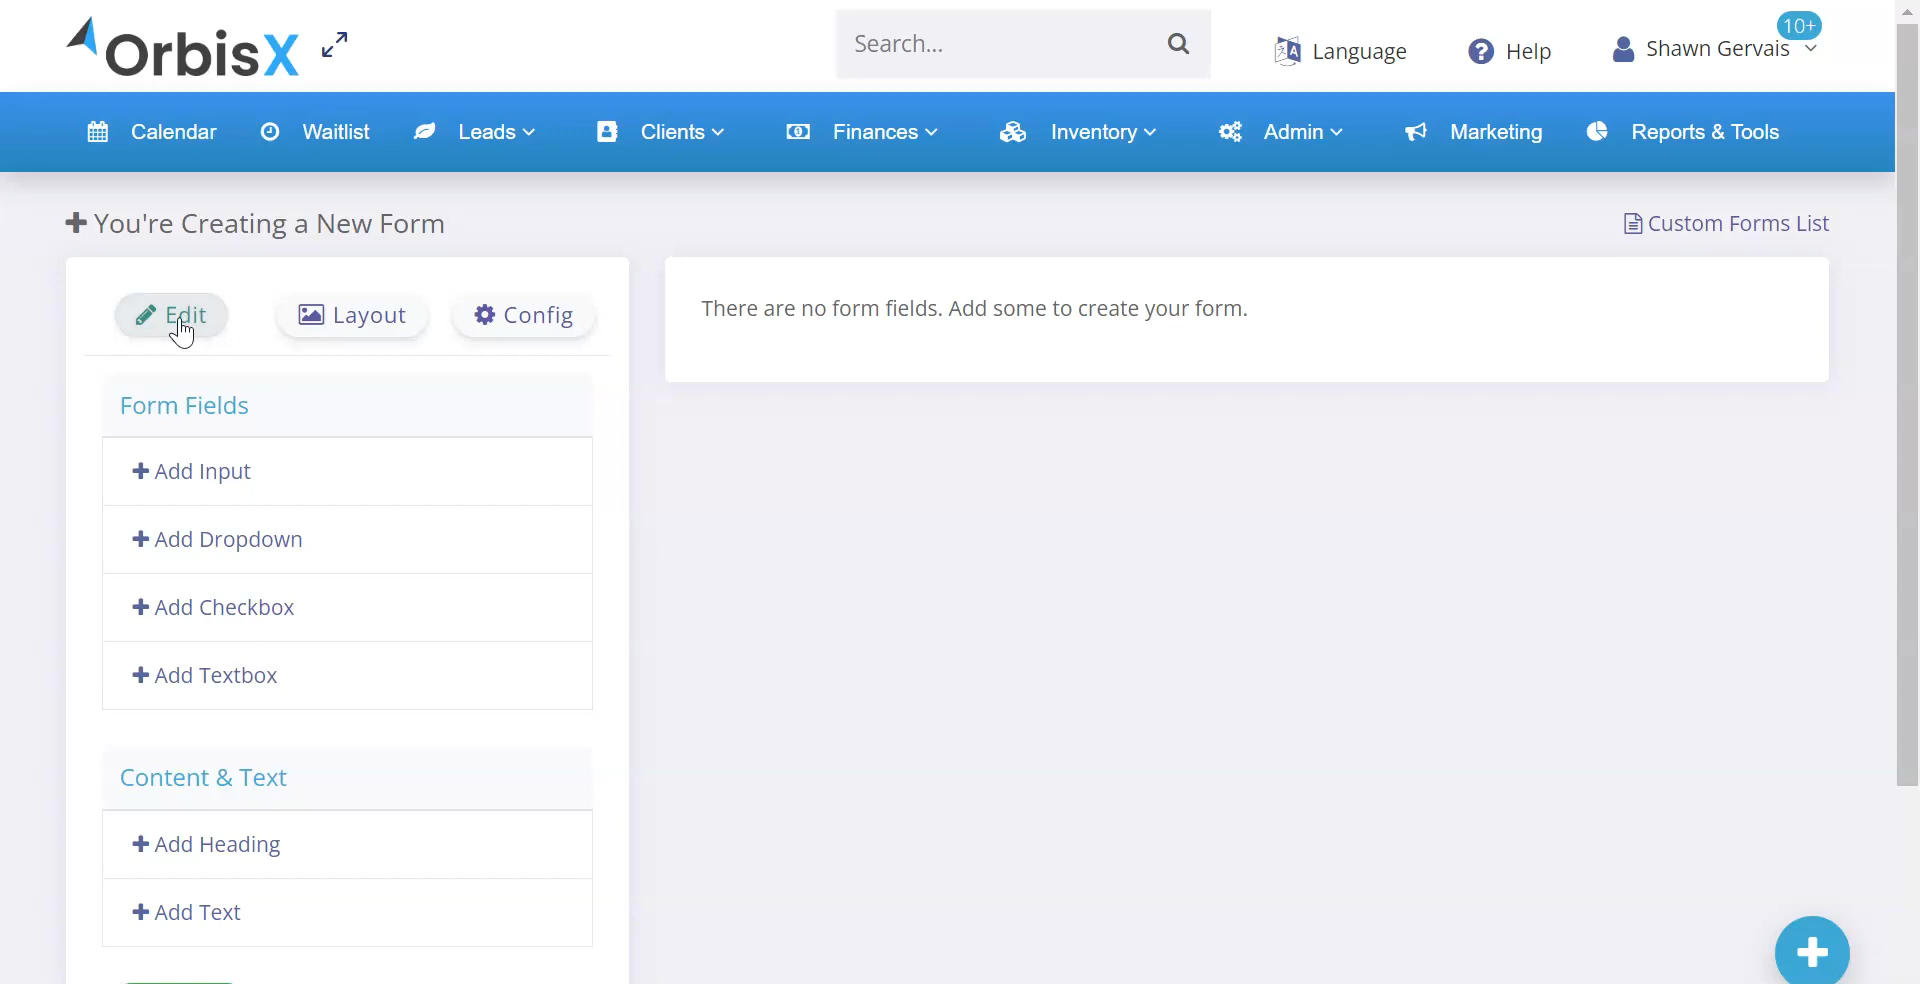 OrbisX
Search...
Language
Help
10+
Shawn Gervais
Calendar
Waitlist
Leads
Clients
Finances
Inventory
Admin
Marketing
Reports & Tools
You're Creating a New Form
Custom Forms List
Edit
Layout
Config
There are no form fields. Add some to create your form.
Form Fields
Add Input
Add Dropdown
Add Checkbox
Add Textbox
Content & Text
Add Heading
Add Text